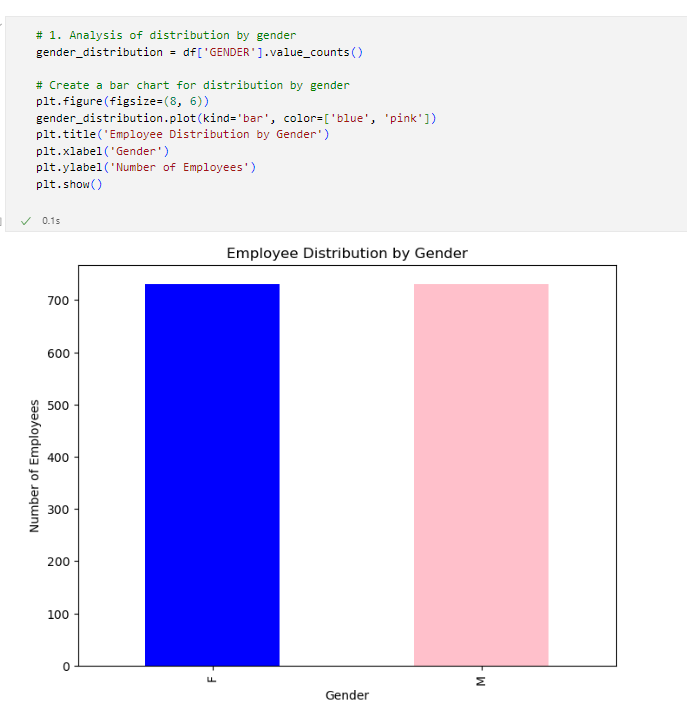 # 1. Analysis of distribution by gender
gender_distribution = df['GENDER'].value_counts()
# Create a bar chart for distribution by gender
plt.figure(figsize=(8, 6))
gender_distribution.plot(kind='bar', color=['blue', 'pink'])
plt.title('Employee Distribution by Gender')
plt.xlabel('Gender')
plt.ylabel('Number of Employees')
plt.show()
0.1s
Employee Distribution by Gender
Number of Employees
700
600
500
400
300
200
100
0
F
M
Gender